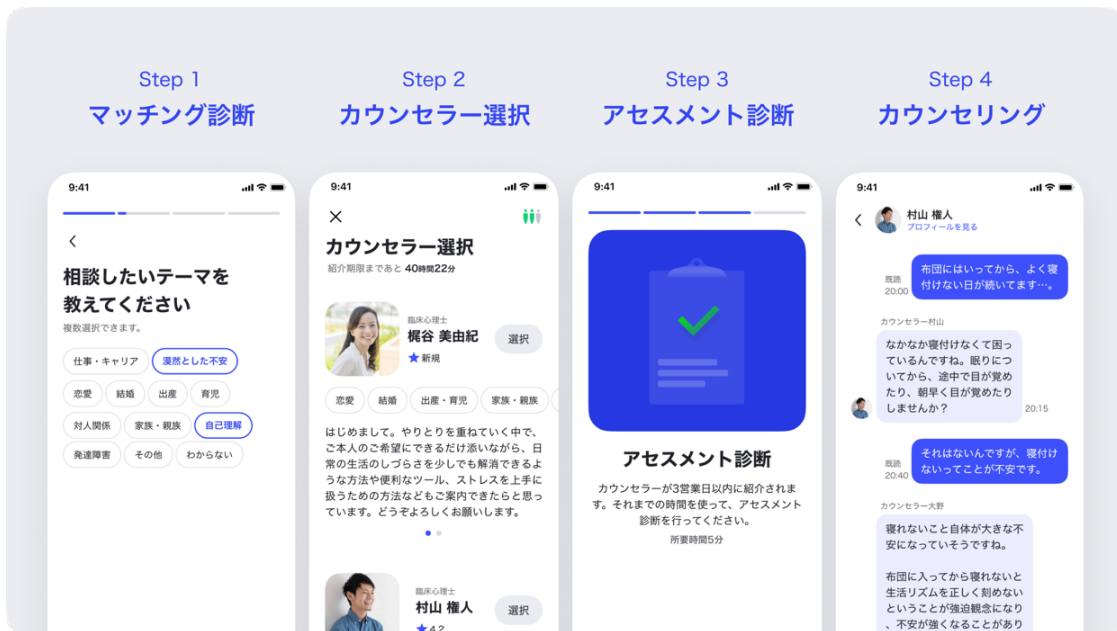 Step 1
マッチング診断
9:41
相談したいテーマを
教えてください
複数選択できます。
仕事・キャリア
漠然とした不安
恋愛
結婚
出産
育児
対人関係
家族・親族
自己理解
発達障害
その他
わからない
Step 2
カウンセラー選択
9:41
カウンセラー選択
紹介期限まであと 40時間22分
臨床心理士
梶谷 美由紀
新規
選択
恋愛
結婚
出産・育児
家族・親族
はじめまして。やりとりを重ねていく中で、
ご本人のご希望にできるだけ添いながら、日
常の生活のしづらさを少しでも解消できるよ
うな方法や便利なツール、ストレスを上手に
扱うための方法などもご案内できたらと思っ
ています。どうぞよろしくお願いします。
臨床心理士
村山 権人
4.2
選択
Step 3
アセスメント診断
9:41
アセスメント診断
カウンセラーが3営業日以内に紹介されま
す。それまでの時間を使って、アセスメント
診断を行ってください。
所要時間5分
Step 4
カウンセリング
9:41
村山 権人
プロフィールを見る
布団にはいってから、よく寝
付けない日が続いてます…。
既読
20:00
カウンセラー村山
なかなか寝付けなくて困っ
ているんですね。眠りにつ
いてから、途中で目が覚め
たり、朝早く目が覚めたり
しませんか？
20:15
それはないんですが、寝付け
ないってことが不安です。
既読
20:40
カウンセラー大野
寝れないこと自体が大きな不
安になっていそうですね。
布団に入ってから寝れないと
生活リズムを正しく刻めない
ということが強迫観念になり
、不安が強くなることがあり